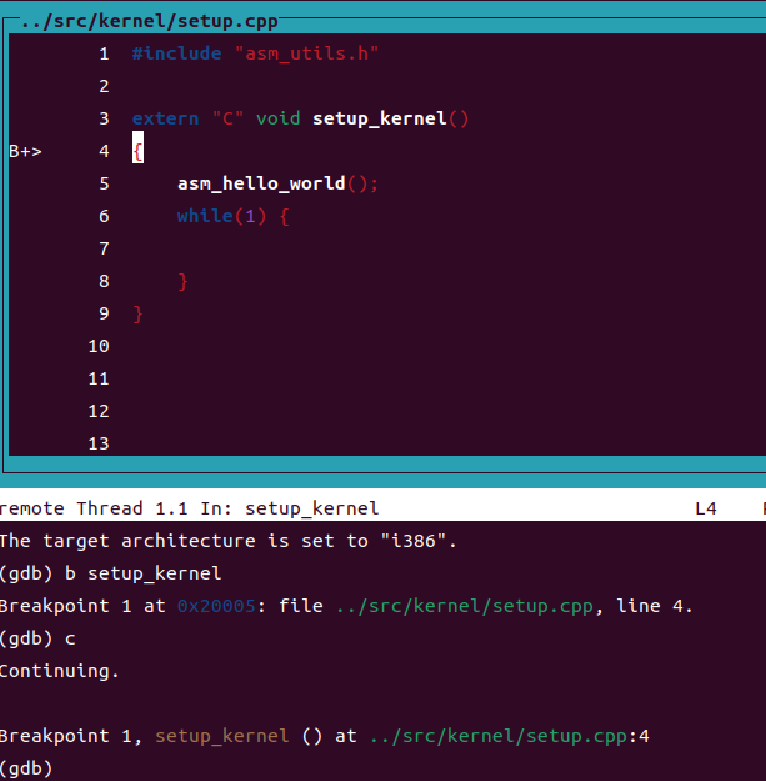 ../src/kernel/setup.cpp
1 #include "asm_utils.h"
2
3 extern "C" void setup_kernel()
B+> 4 {
5 asm_hello_world();
6 while(1) {
7
8 }
9 }
10
11
12
13
remote Thread 1.1 In: setup_kernel L4
The target architecture is set to "i386".
(gdb) b setup_kernel
Breakpoint 1 at 0x20005: file ../src/kernel/setup.cpp, line 4.
(gdb) c
Continuing.
Breakpoint 1, setup_kernel () at ../src/kernel/setup.cpp:4
(gdb)